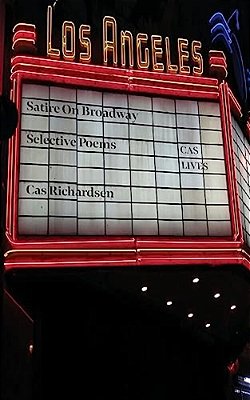 Los Angeles
Satire On Broadway
Selective Poems
CAS
LIVES
Cas Richardsen